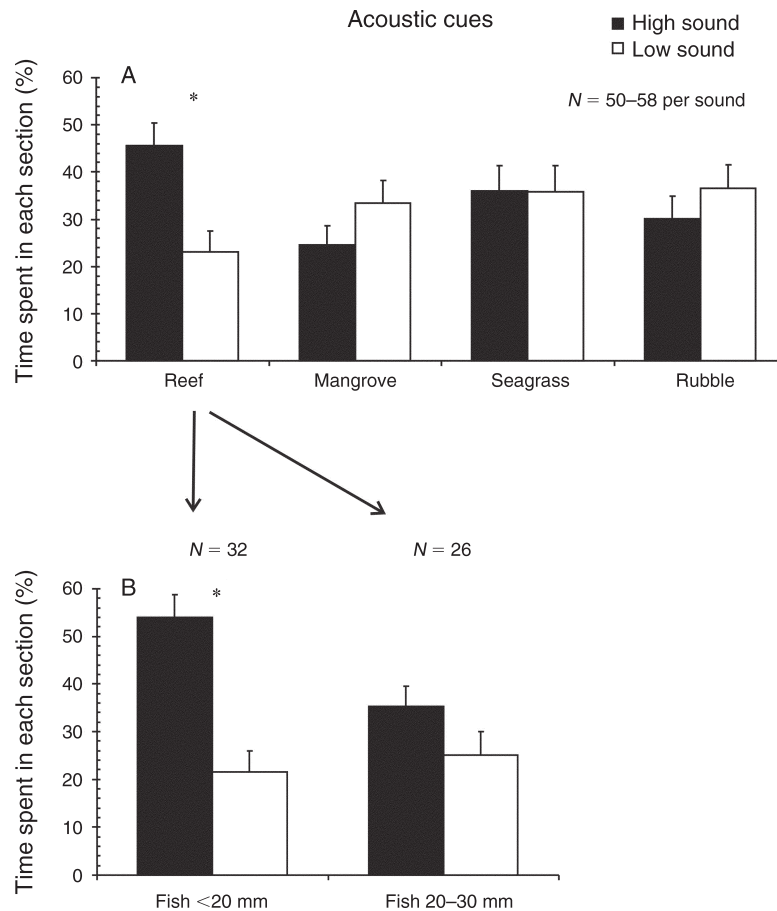 Acoustic cues
High sound
Low sound
A
*
N = 50–58 per sound
Time spent in each section (%)
60
50
40
30
20
10
0
Reef
Mangrove
Seagrass
Rubble
N = 32
N = 26
B
*
Time spent in each section (%)
60
50
40
30
20
10
0
Fish <20 mm
Fish 20–30 mm